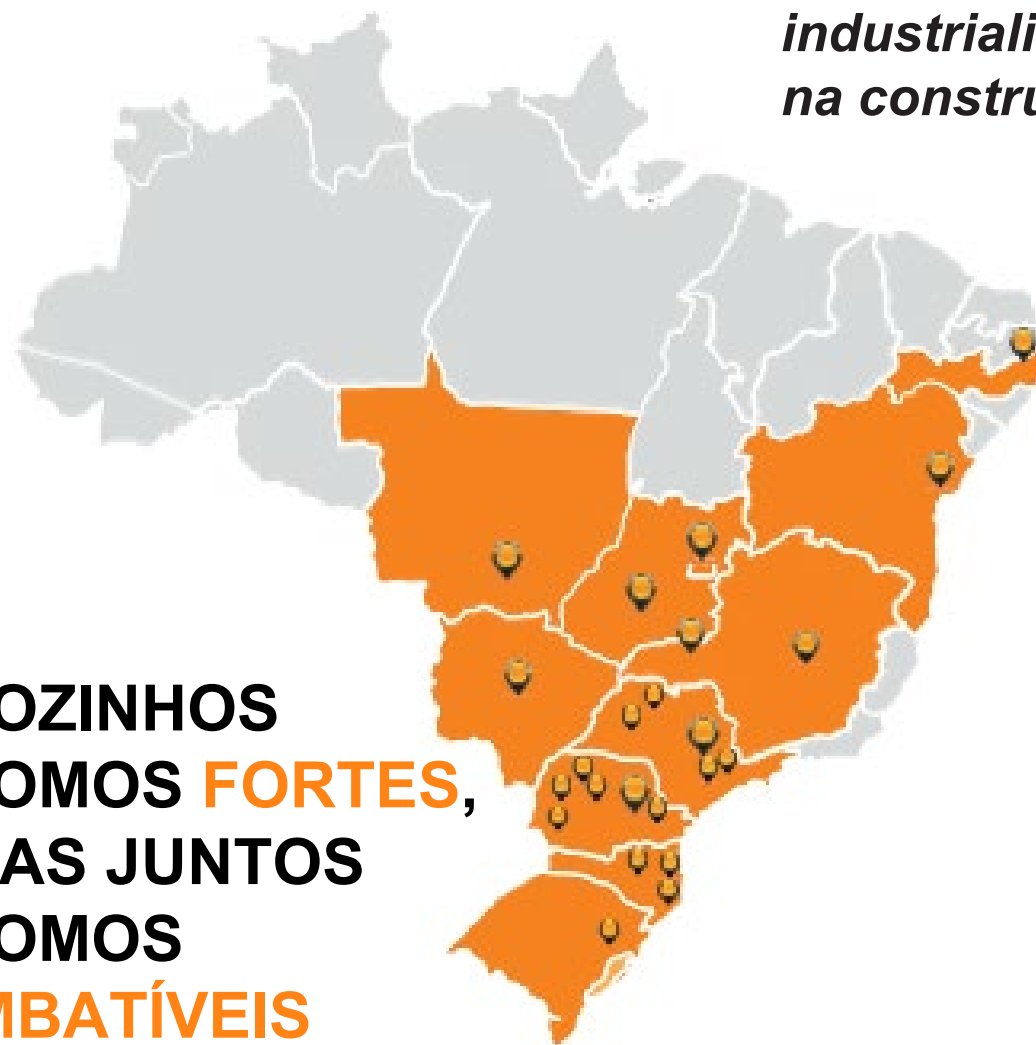 industriali
na constru
OZINHOS
OMOS FORTES,
AS JUNTOS
OMOS
MBATÍVEIS